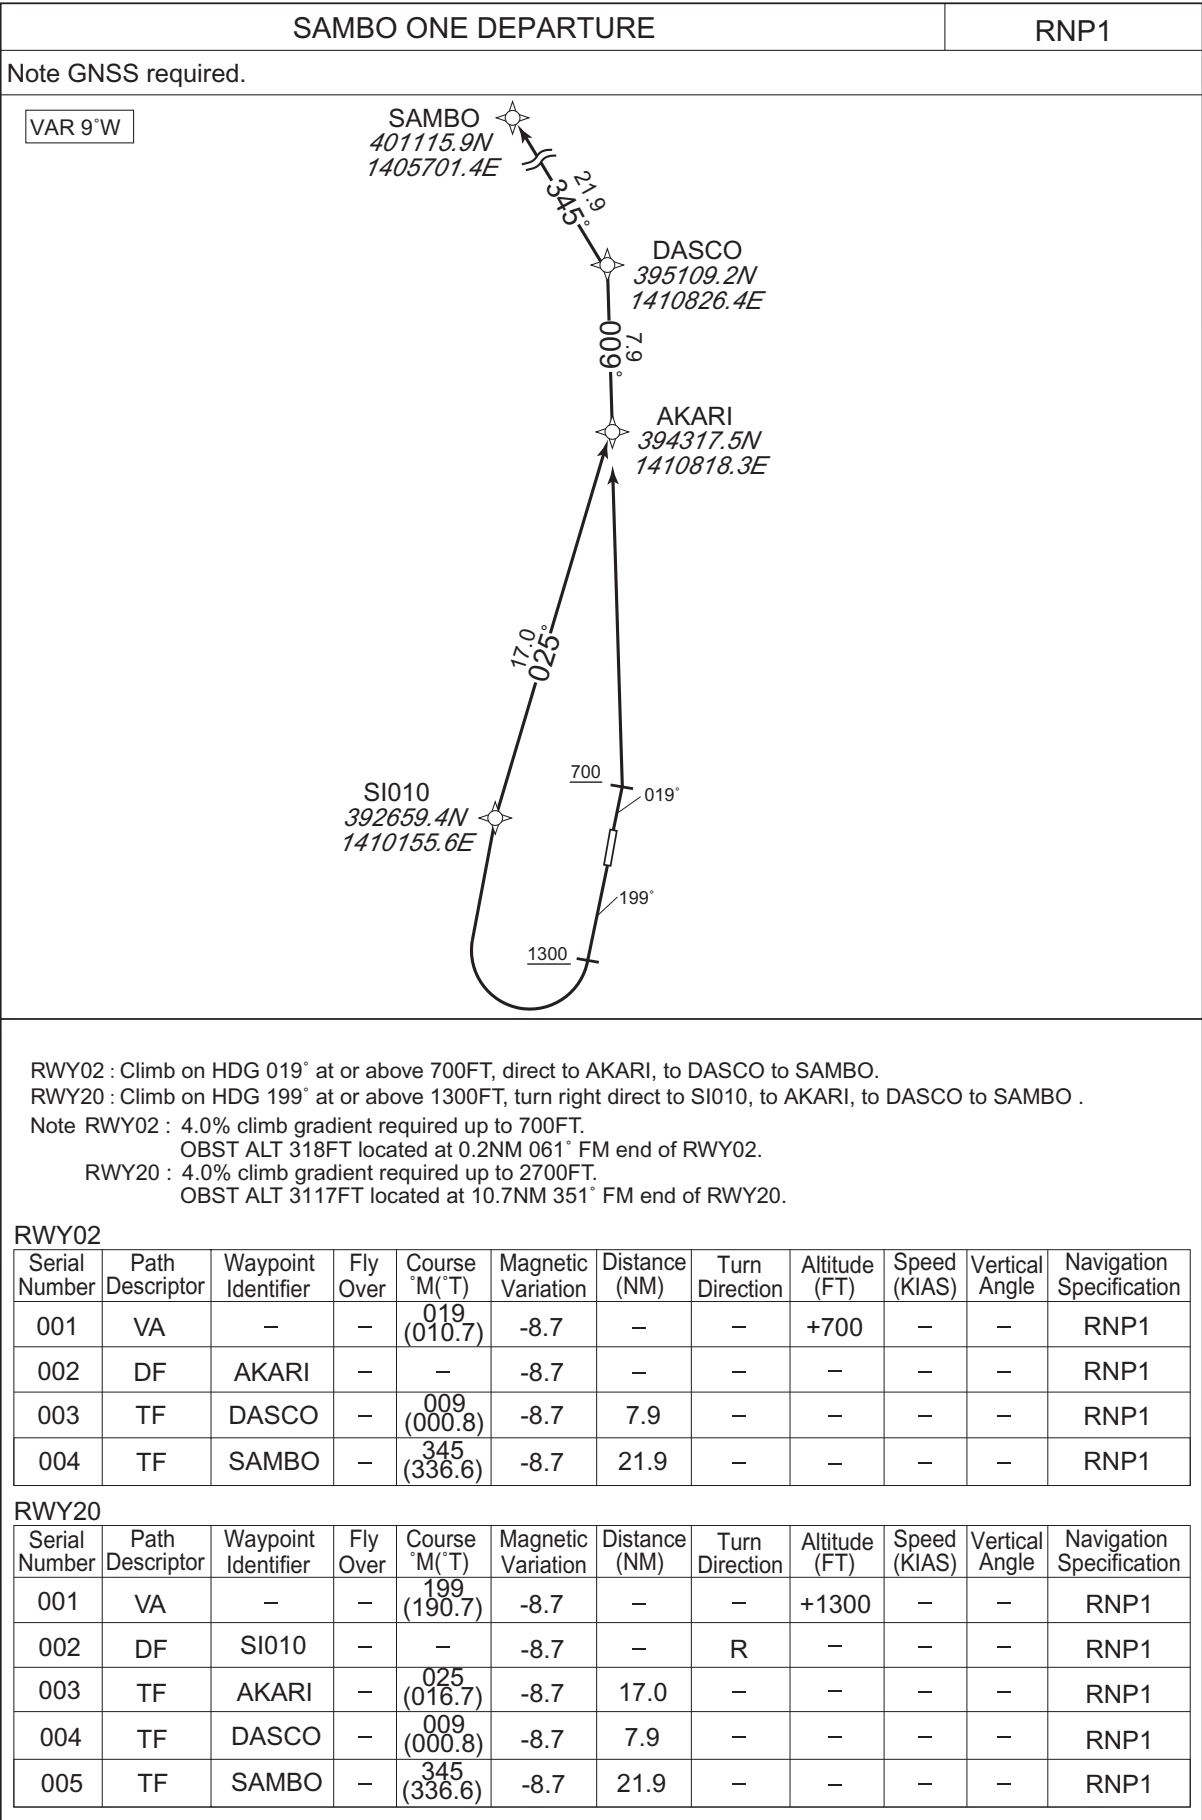 SAMBO ONE DEPARTURE
RNP1
Note GNSS required.
VAR 9˚W
SAMBO
401115.9N
1405701.4E
21.9
345˚
DASCO
395109.2N
1410826.4E
7.9
009˚
AKARI
394317.5N
1410818.3E
17.0
025˚
SI010
392659.4N
1410155.6E
700
019˚
199˚
1300
RWY02 : Climb on HDG 019˚ at or above 700FT, direct to AKARI, to DASCO to SAMBO.
RWY20 : Climb on HDG 199˚ at or above 1300FT, turn right direct to SI010, to AKARI, to DASCO to SAMBO .
Note RWY02 : 4.0% climb gradient required up to 700FT.
OBST ALT 318FT located at 0.2NM 061˚ FM end of RWY02.
RWY20 : 4.0% climb gradient required up to 2700FT.
OBST ALT 3117FT located at 10.7NM 351˚ FM end of RWY20.
RWY02
Serial Number Path Descriptor Waypoint Identifier Fly Over Course ˚M(˚T) Magnetic Variation Distance (NM) Turn Direction Altitude (FT) Speed (KIAS) Vertical Angle Navigation Specification
001 VA – – 019 (010.7) -8.7 – – +700 – – RNP1
002 DF AKARI – – -8.7 – – – – – RNP1
003 TF DASCO – 009 (000.8) -8.7 7.9 – – – – RNP1
004 TF SAMBO – 345 (336.6) -8.7 21.9 – – – – RNP1
RWY20
Serial Number Path Descriptor Waypoint Identifier Fly Over Course ˚M(˚T) Magnetic Variation Distance (NM) Turn Direction Altitude (FT) Speed (KIAS) Vertical Angle Navigation Specification
001 VA – – 199 (190.7) -8.7 – – +1300 – – RNP1
002 DF SI010 – – -8.7 – R – – – RNP1
003 TF AKARI – 025 (016.7) -8.7 17.0 – – – – RNP1
004 TF DASCO – 009 (000.8) -8.7 7.9 – – – – RNP1
005 TF SAMBO – 345 (336.6) -8.7 21.9 – – – – RNP1